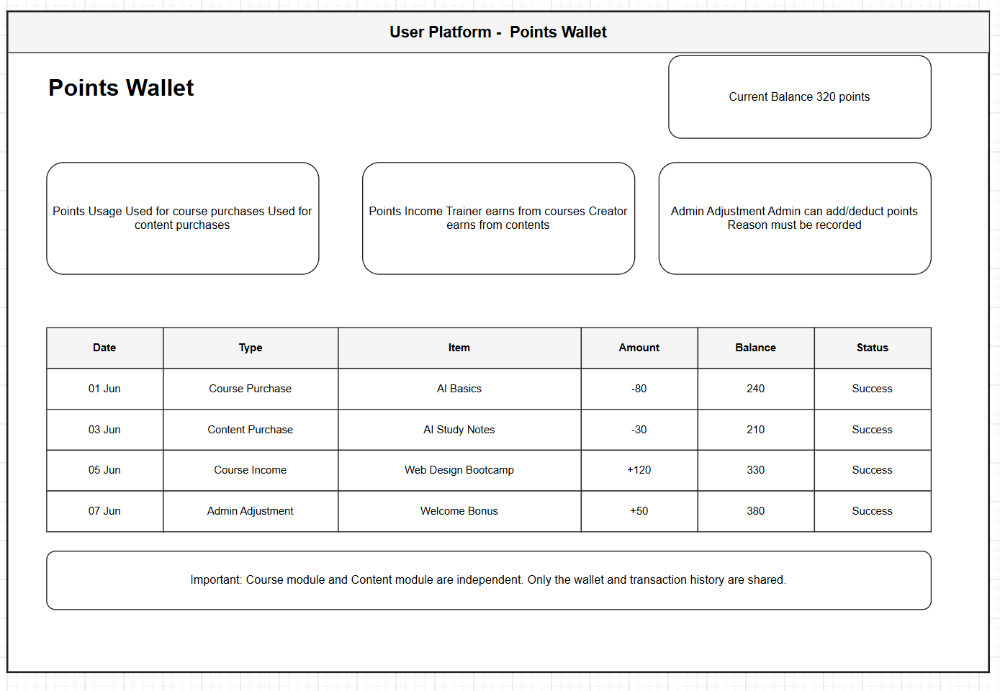 User Platform -  Points Wallet
Points Wallet
Current Balance 320 points
Points Usage Used for course purchases Used for
content purchases
Points Income Trainer earns from courses Creator
earns from contents
Admin Adjustment Admin can add/deduct points
Reason must be recorded
Date Type Item Amount Balance Status
01 Jun Course Purchase AI Basics -80 240 Success
03 Jun Content Purchase AI Study Notes -30 210 Success
05 Jun Course Income Web Design Bootcamp +120 330 Success
07 Jun Admin Adjustment Welcome Bonus +50 380 Success
Important: Course module and Content module are independent. Only the wallet and transaction history are shared.